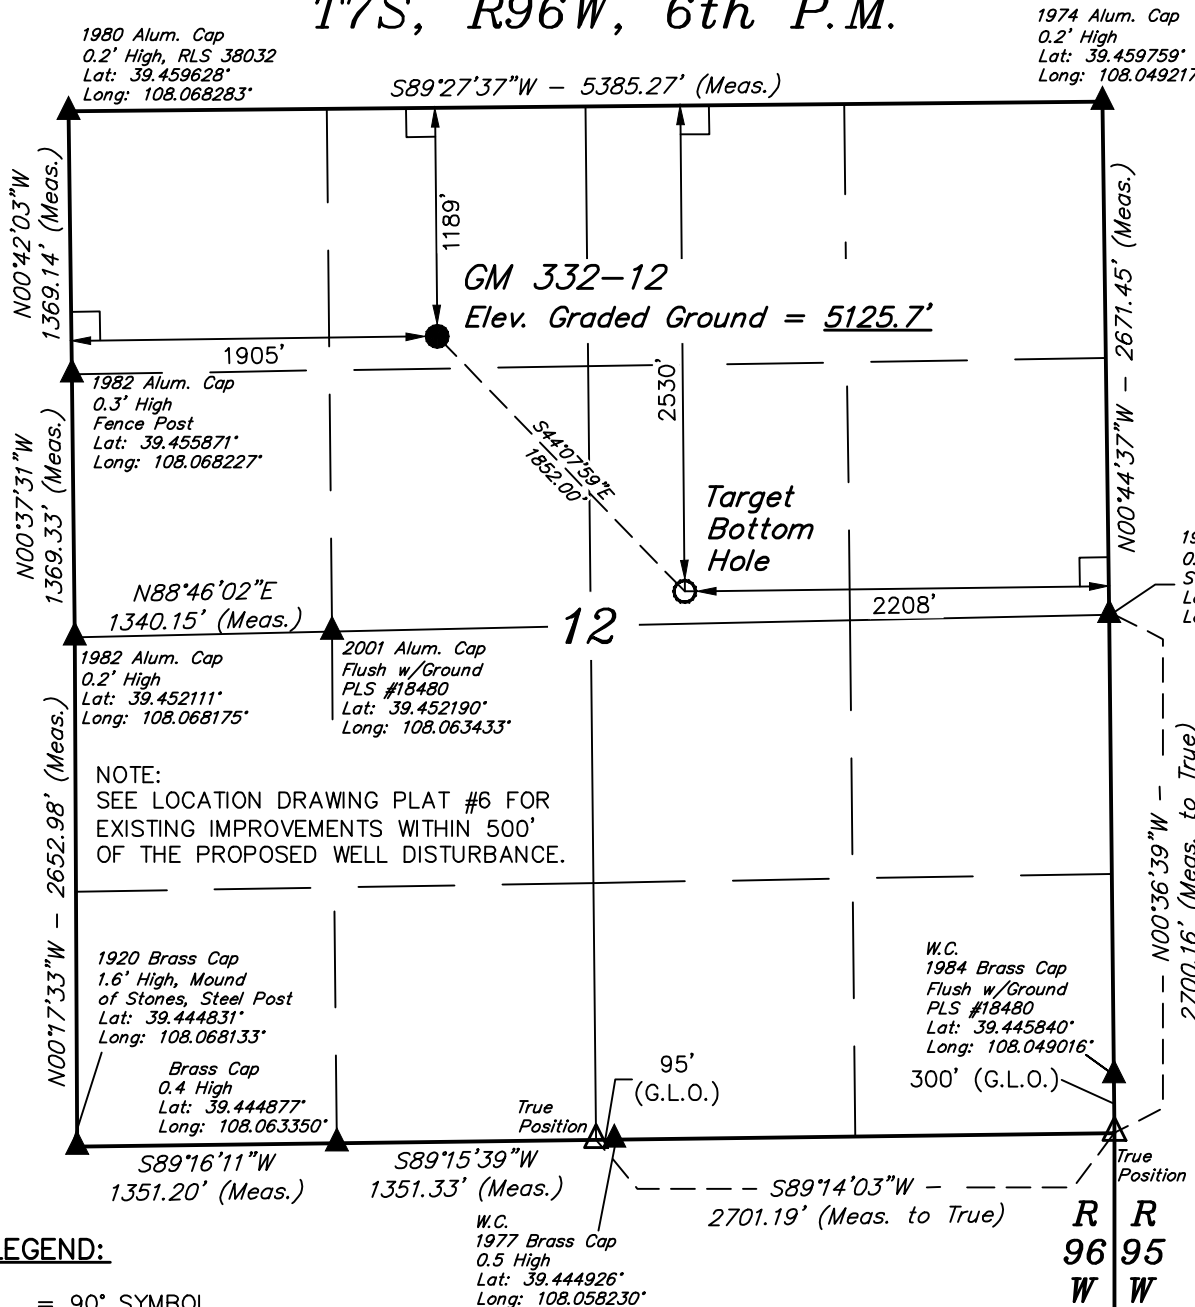 T7S, R96W, 6th P.M.
1980 Alum. Cap
0.2' High, RLS 38032
Lat: 39.459628°
Long: 108.068283°
S89°27'37"W - 5385.27' (Meas.)
1974 Alum. Cap
0.2' High
Lat: 39.459759°
Long: 108.049217
N00°42'03"W
1369.14' (Meas.)
1189'
GM 332-12
Elev. Graded Ground = 5125.7'
1905'
2530'
N00°44'37"W - 2671.45' (Meas.)
1982 Alum. Cap
0.3' High
Fence Post
Lat: 39.455871°
Long: 108.068227°
N00°37'31"W
1369.33' (Meas.)
S44°07'59"E
1852.00'
Target
Bottom
Hole
N88°46'02"E
1340.15' (Meas.)
12
2208'
1982 Alum. Cap
0.2' High
Lat: 39.452111°
Long: 108.068175°
2001 Alum. Cap
Flush w/Ground
PLS #18480
Lat: 39.452190°
Long: 108.063433°
NOTE:
SEE LOCATION DRAWING PLAT #6 FOR
EXISTING IMPROVEMENTS WITHIN 500'
OF THE PROPOSED WELL DISTURBANCE.
N00°17'33"W - 2652.98' (Meas.)
N00°36'39"W -
2700.16' (Meas. to True)
1920 Brass Cap
1.6' High, Mound
of Stones, Steel Post
Lat: 39.444831°
Long: 108.068133°
Brass Cap
0.4 High
Lat: 39.444877°
Long: 108.063350°
W.C.
1984 Brass Cap
Flush w/Ground
PLS #18480
Lat: 39.445840°
Long: 108.049016°
95'
(G.L.O.)
300' (G.L.O.)
True
Position
True
Position
S89°16'11"W
1351.20' (Meas.)
S89°15'39"W
1351.33' (Meas.)
S89°14'03"W
2701.19' (Meas. to True)
W.C.
1977 Brass Cap
0.5 High
Lat: 39.444926°
Long: 108.058230°
R R
96 95
W W
LEGEND:
= 90° SYMBOL